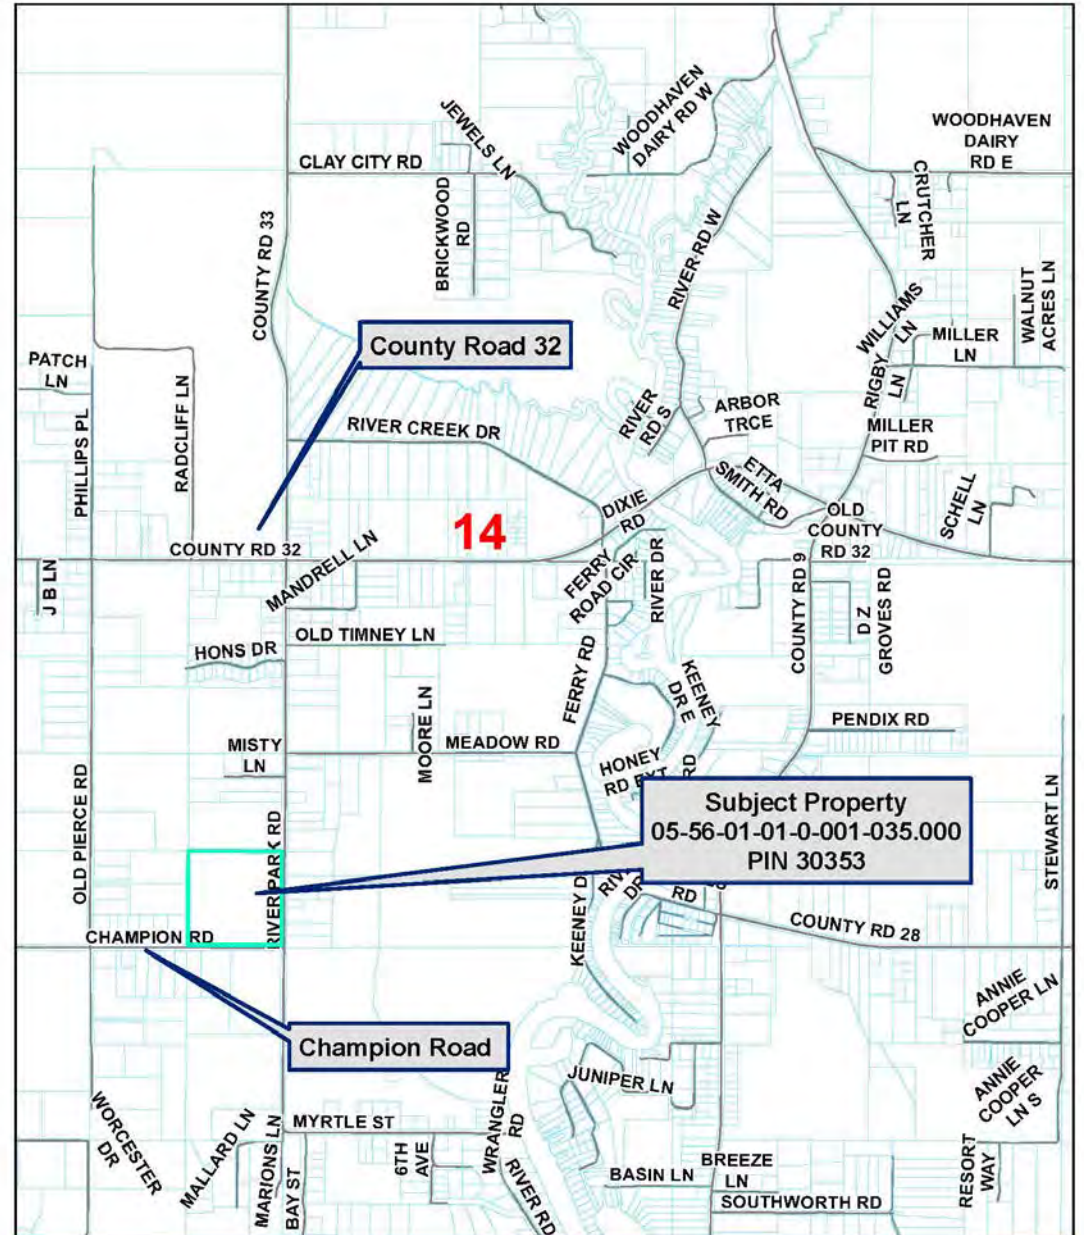 JEWELS LN
WOODHAVEN
DAIRY RD W
WOODHAVEN
DAIRY
RD E
CLAY CITY RD
CRUTCHER
LN
BRICKWOOD
RD
COUNTY RD 33
RIVER RD W
WALNUT
ACRES LN
WILLIAMS
LN
MILLER
LN
County Road 32
PATCH
LN
RIGBY
LN
RADCLIFF LN
PHILLIPS PL
RIVER CREEK DR
RIVER
RD S
ARBOR
TRCE
MILLER
PIT RD
ETTA
SMITH RD
SCHELL
LN
DIXIE
RD
14
OLD
COUNTY
RD 32
COUNTY RD 32
MANDRELL LN
J B LN
FERRY
ROAD CIR
RIVER DR
COUNTY RD 9
D Z
GROVES RD
OLD TIMNEY LN
HONS DR
FERRY RD
KEENEY
DR E
MOORE LN
PENDIX RD
MISTY
LN
MEADOW RD
HONEY
RD EXT
RD
Subject Property
05-56-01-01-0-001-035.000
PIN 30353
STEWART LN
OLD PIERCE RD
RIVER PARK RD
KEENEY D
RIV
DR
RD
COUNTY RD 28
CHAMPION RD
ANNIE
COOPER LN
Champion Road
JUNIPER LN
ANNIE
COOPER
LN S
WORCESTER
DR
MALLARD LN
MARIONS LN
BAY ST
MYRTLE ST
6TH
AVE
WRANGLER
RD
RIVER RD
BASIN LN
BREEZE
LN
SOUTHWORTH RD
RESORT
WAY